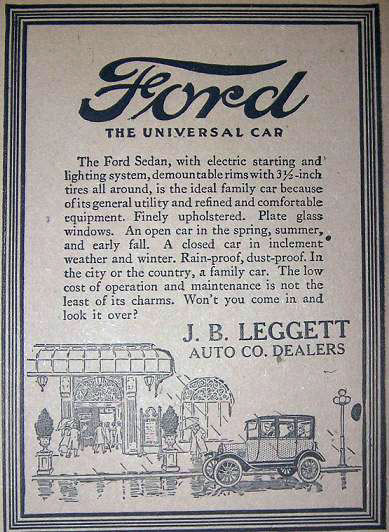 Ford
THE UNIVERSAL CAR
The Ford Sedan, with electric starting and
lighting system, demountable rims with 3½-inch
tires all around, is the ideal family car because
of its general utility and refined and comfortable
equipment. Finely upholstered. Plate glass
windows. An open car in the spring, summer,
and early fall. A closed car in inclement
weather and winter. Rain-proof, dust-proof. In
the city or the country, a family car. The low
cost of operation and maintenance is not the
least of its charms. Won't you come in and
look it over?
J. B. LEGGETT
AUTO CO. DEALERS